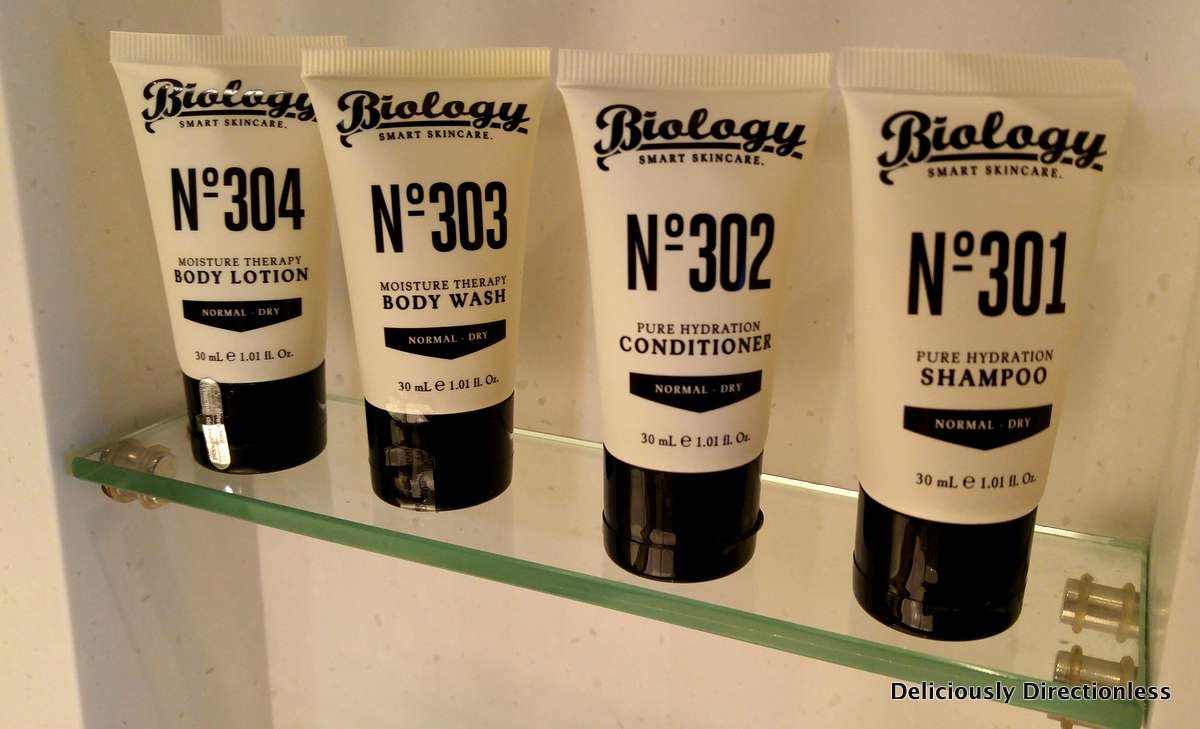 Biology
SMART SKINCARE.
Nº304
MOISTURE THERAPY
BODY LOTION
NORMAL · DRY
30 mL ℮ 1.01 fl. Oz.
Biology
SMART SKINCARE.
Nº303
MOISTURE THERAPY
BODY WASH
NORMAL · DRY
30 mL ℮ 1.01 fl. Oz.
Biology
SMART SKINCARE.
Nº302
PURE HYDRATION
CONDITIONER
NORMAL · DRY
30 mL ℮ 1.01 fl. Oz.
Biology
SMART SKINCARE.
Nº301
PURE HYDRATION
SHAMPOO
NORMAL · DRY
30 mL ℮ 1.01 fl. Oz.
Deliciously Directionless